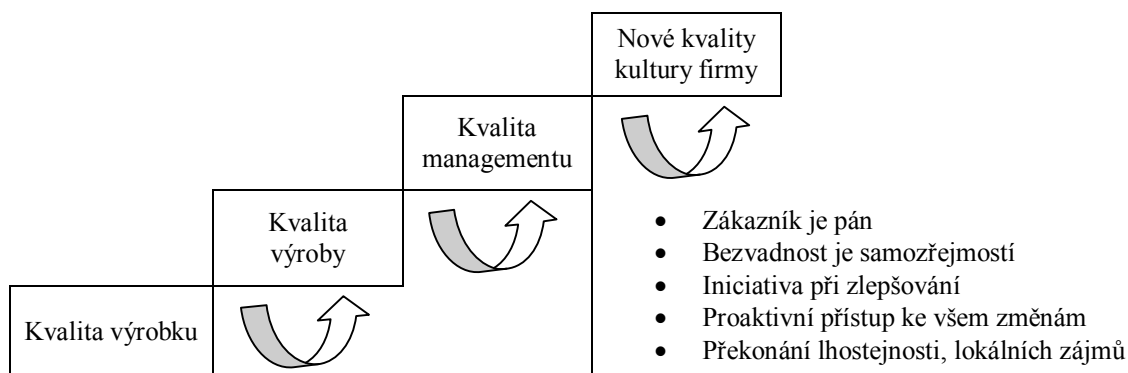 Nové kvality
kultury firmy
Kvalita
managementu
Kvalita
výroby
Kvalita výrobku
• Zákazník je pán
• Bezvadnost je samozřejmostí
• Iniciativa při zlepšování
• Proaktivní přístup ke všem změnám
• Překonání lhostejnosti, lokálních zájmů